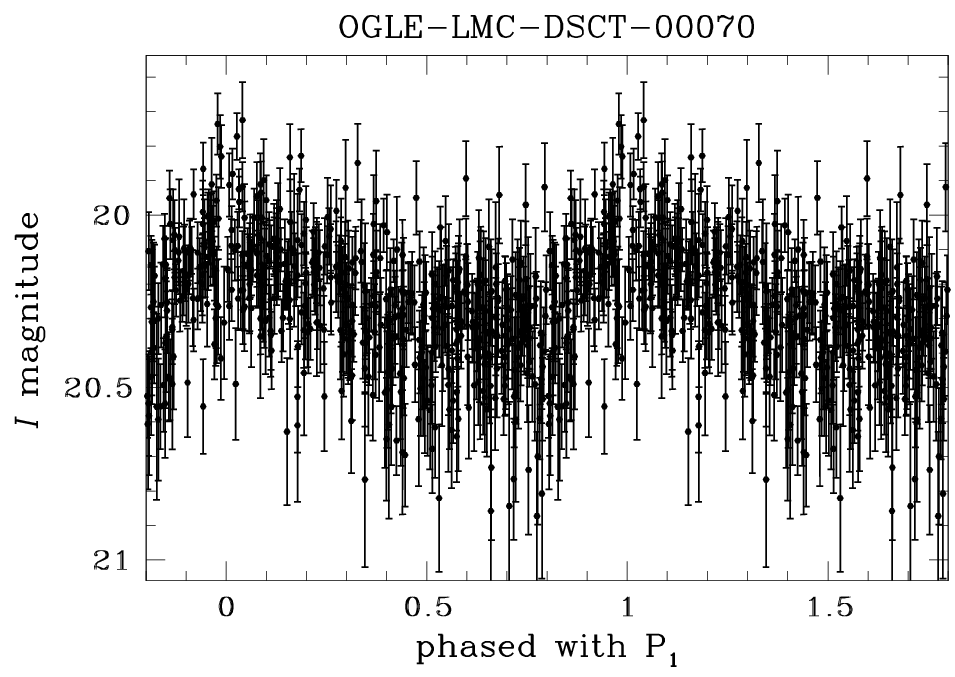 OGLE-LMC-DSCT-00070
I magnitude
20
20.5
21
0 0.5 1 1.5
phased with P₁